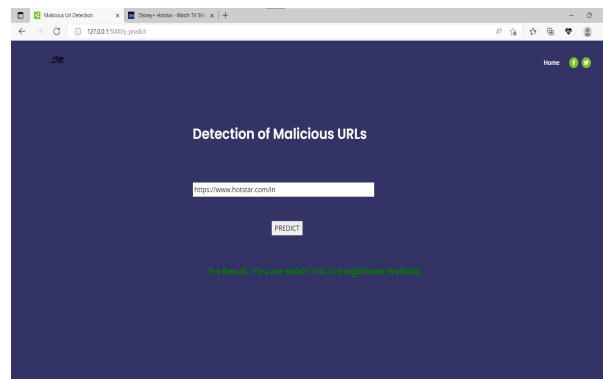 Malicious Url Detection
Disney+ Hotstar - Watch TV Sho
127.0.0.1:5000/y_predict
Home
Detection of Malicious URLs
https://www.hotstar.com/in
PREDICT
The Result : You are safe!! This is a legitimate Website.